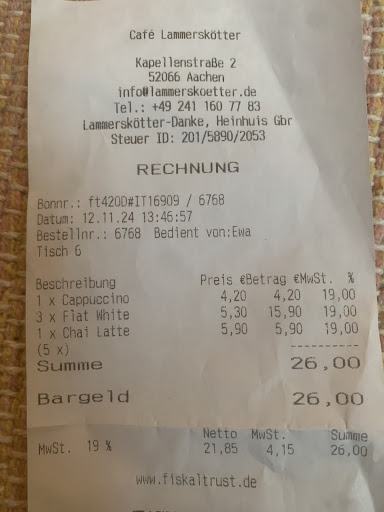 Café Lammerskötter
Kapellenstraße 2
52066 Aachen
info@lammerskoetter.de
Tel.: +49 241 160 77 83
Lammerskötter-Danke, Heinhuis Gbr
Steuer ID: 201/5890/2053
RECHNUNG
Bonnr.: ft420D#IT16909 / 6768
Datum: 12.11.24 13:46:57
Bestellnr.: 6768 Bedient von:Ewa
Tisch 6
Beschreibung Preis €Betrag €MwSt. %
1 x Cappuccino 4,20 4,20 19,00
3 x Flat White 5,30 15,90 19,00
1 x Chai Latte 5,90 5,90 19,00
(5 x) ----------
Summe 26,00
Bargeld 26,00
Netto MwSt. Summe
MwSt. 19 % 21,85 4,15 26,00
www.fiskaltrust.de